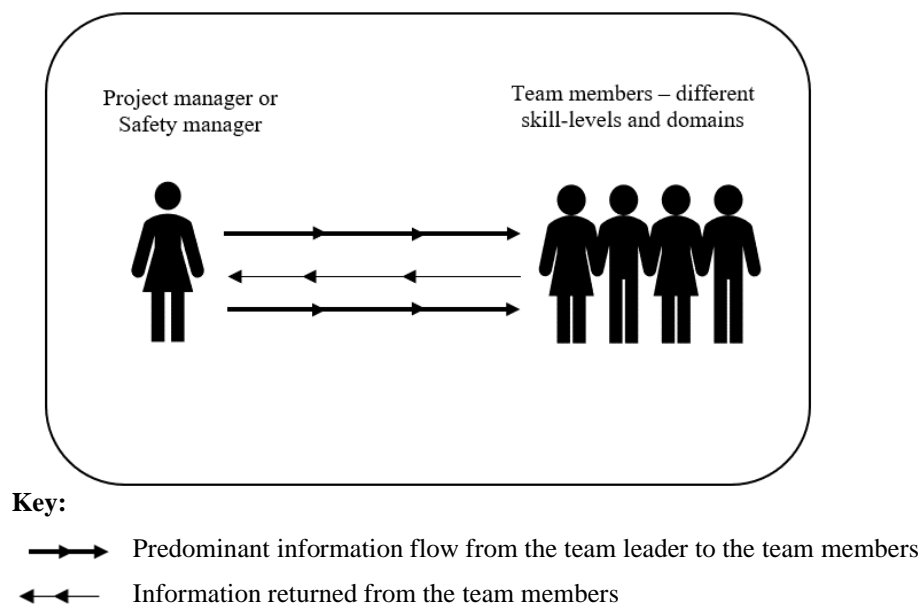 Project manager or
Safety manager
Team members – different
skill-levels and domains
Key:
Predominant information flow from the team leader to the team members
Information returned from the team members